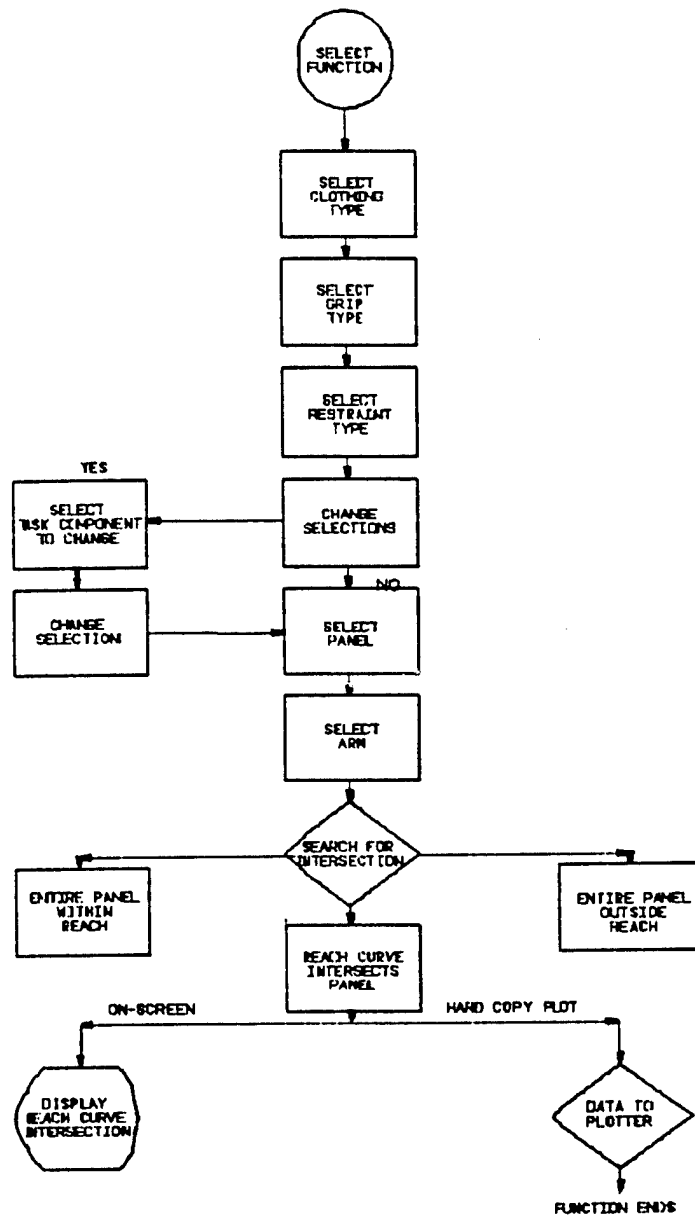 SELECT
FUNCTION
SELECT
CLOTHING
TYPE
SELECT
GRIP
TYPE
SELECT
RESTRAINT
TYPE
YES
SELECT
TASK COMPONENT
TO CHANGE
CHANGE
SELECTIONS
NO
CHANGE
SELECTION
SELECT
PANEL
SELECT
ARM
SEARCH FOR
INTERSECTION
ENTIRE PANEL
WITHIN
REACH
ENTIRE PANEL
OUTSIDE
REACH
REACH CURVE
INTERSECTS
PANEL
ON-SCREEN
HARD COPY PLOT
DISPLAY
REACH CURVE
INTERSECTION
DATA TO
PLOTTER
FUNCTION ENDS